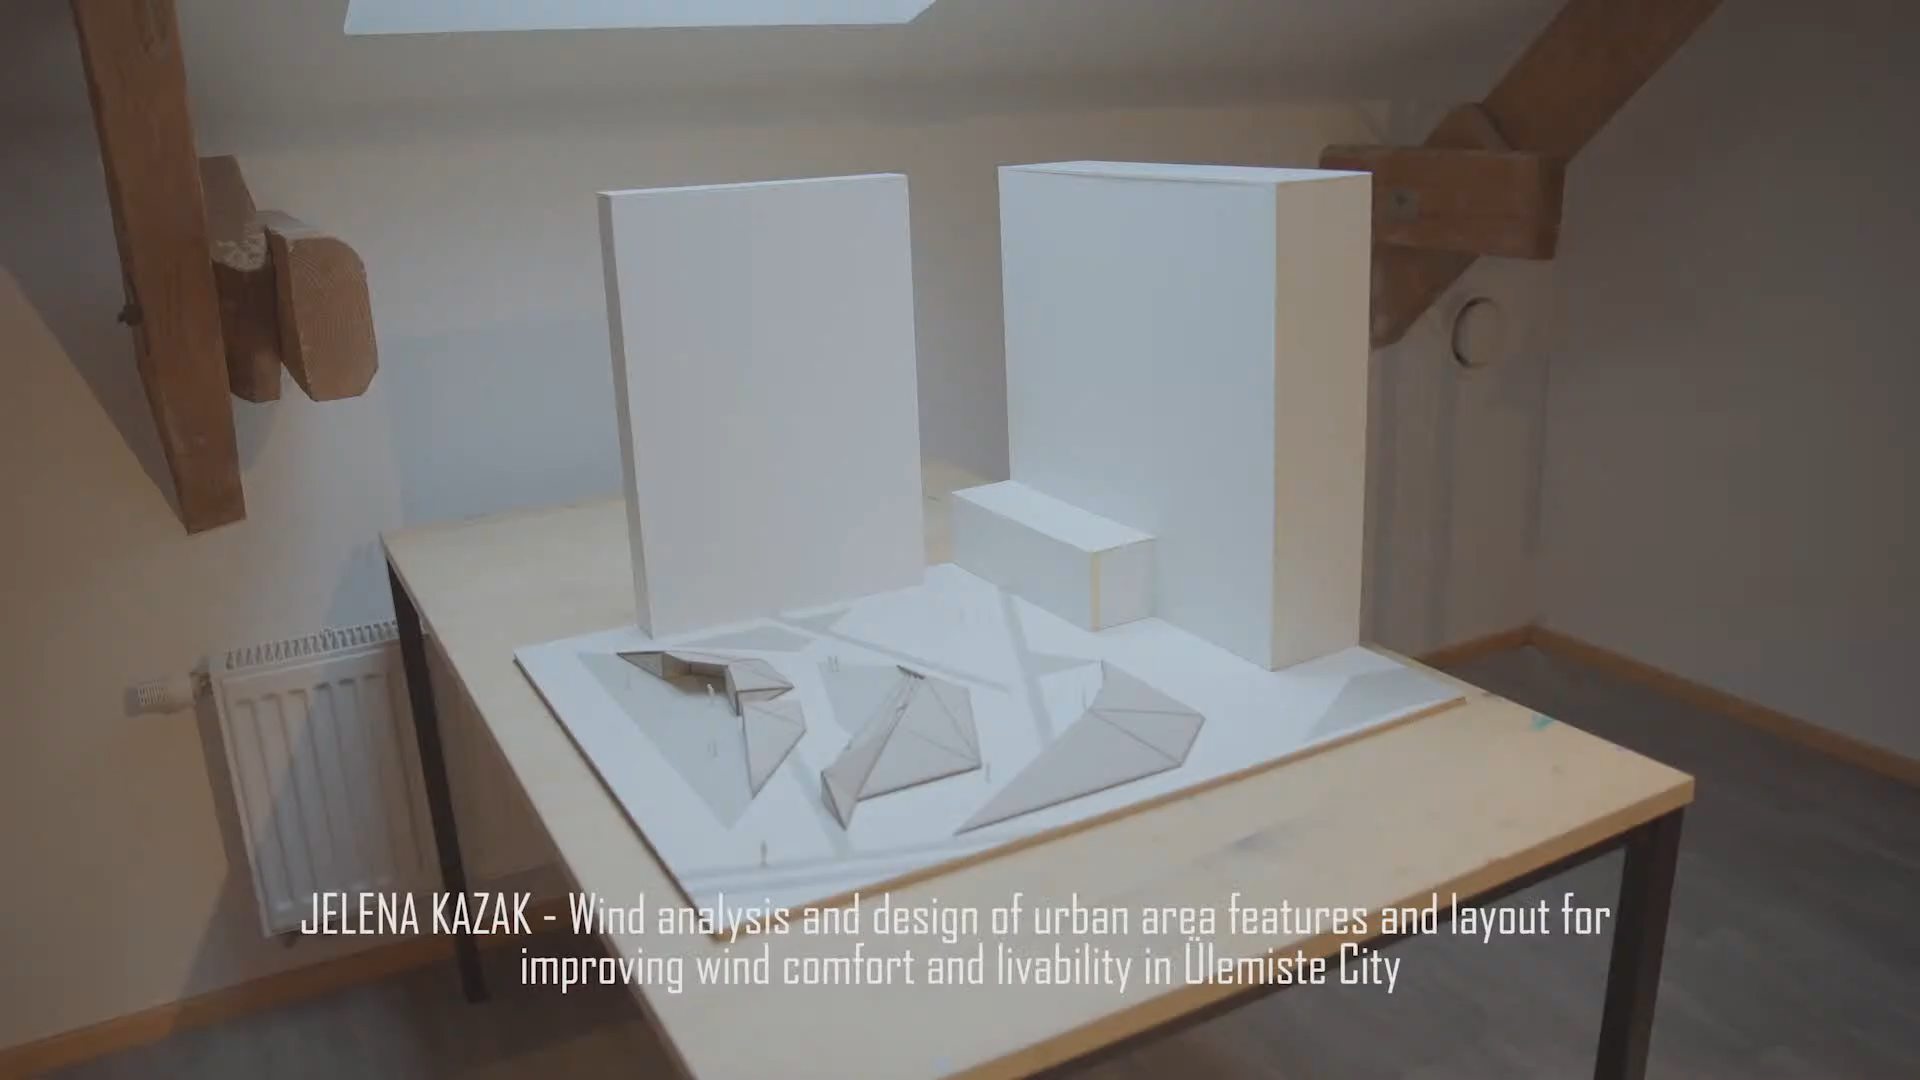 JELENA KAZAK - Wind analysis and design of urban area features and layout for
improving wind comfort and livability in Ülemiste City